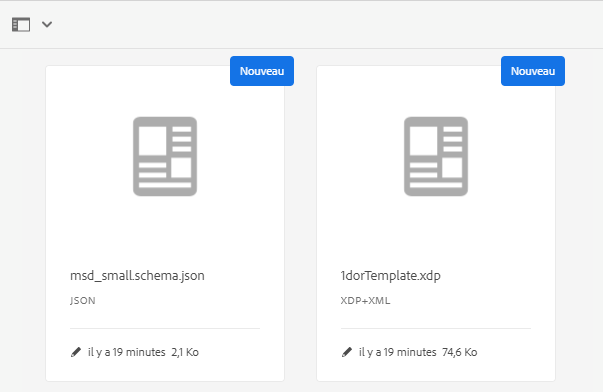 Nouveau
Nouveau
msd_small.schema.json
JSON
il y a 19 minutes 2,1 Ko
1dorTemplate.xdp
XDP+XML
il y a 19 minutes 74,6 Ko